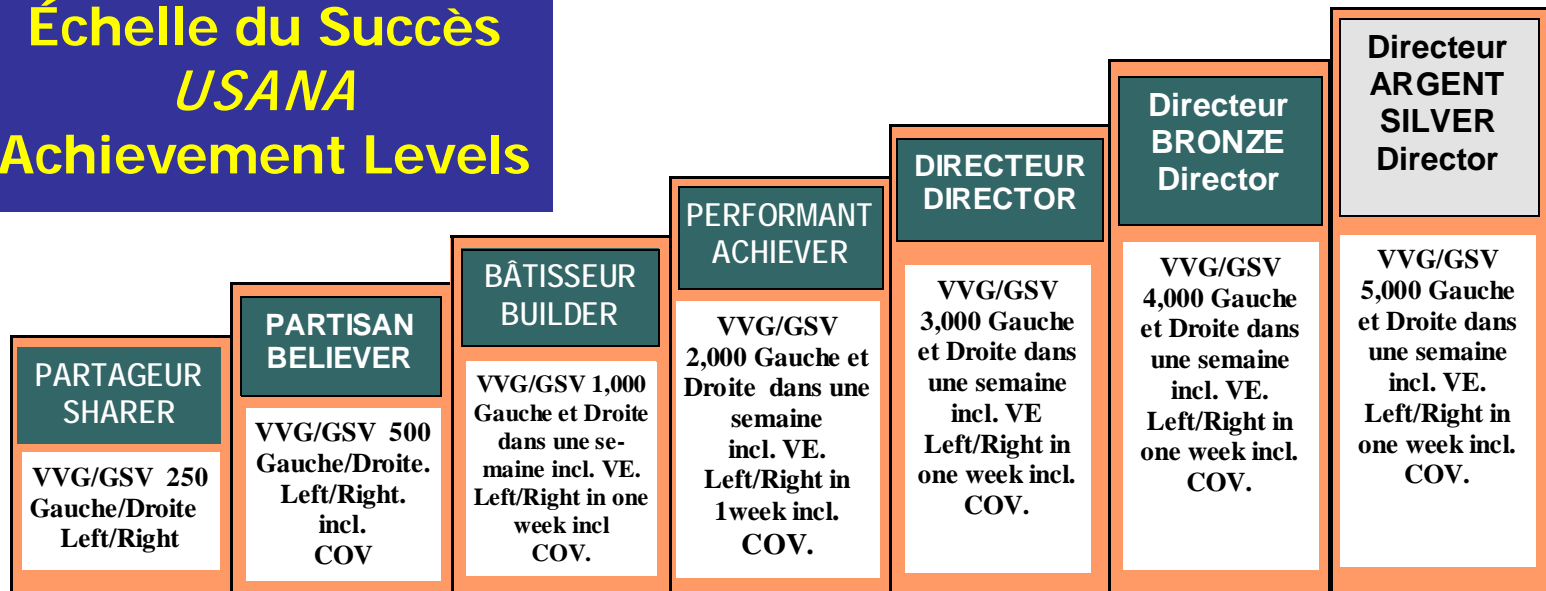 Échelle du Succès
USANA
Achievement Levels
PARTAGEUR
SHARER
VVG/GSV 250
Gauche/Droite
Left/Right
PARTISAN
BELIEVER
VVG/GSV 500
Gauche/Droite.
Left/Right.
incl.
COV
BÂTISSEUR
BUILDER
VVG/GSV 1,000
Gauche et Droite
dans une se-
maine incl. VE.
Left/Right in one
week incl
COV.
PERFORMANT
ACHIEVER
VVG/GSV
2,000 Gauche et
Droite dans une
semaine
incl. VE.
Left/Right in
1week incl.
COV.
DIRECTEUR
DIRECTOR
VVG/GSV
3,000 Gauche
et Droite dans
une semaine
incl. VE
Left/Right in
one week incl.
COV.
Directeur
BRONZE
Director
VVG/GSV
4,000 Gauche
et Droite dans
une semaine
incl. VE.
Left/Right in
one week incl.
COV.
Directeur
ARGENT
SILVER
Director
VVG/GSV
5,000 Gauche
et Droite dans
une semaine
incl. VE.
Left/Right in
one week incl.
COV.